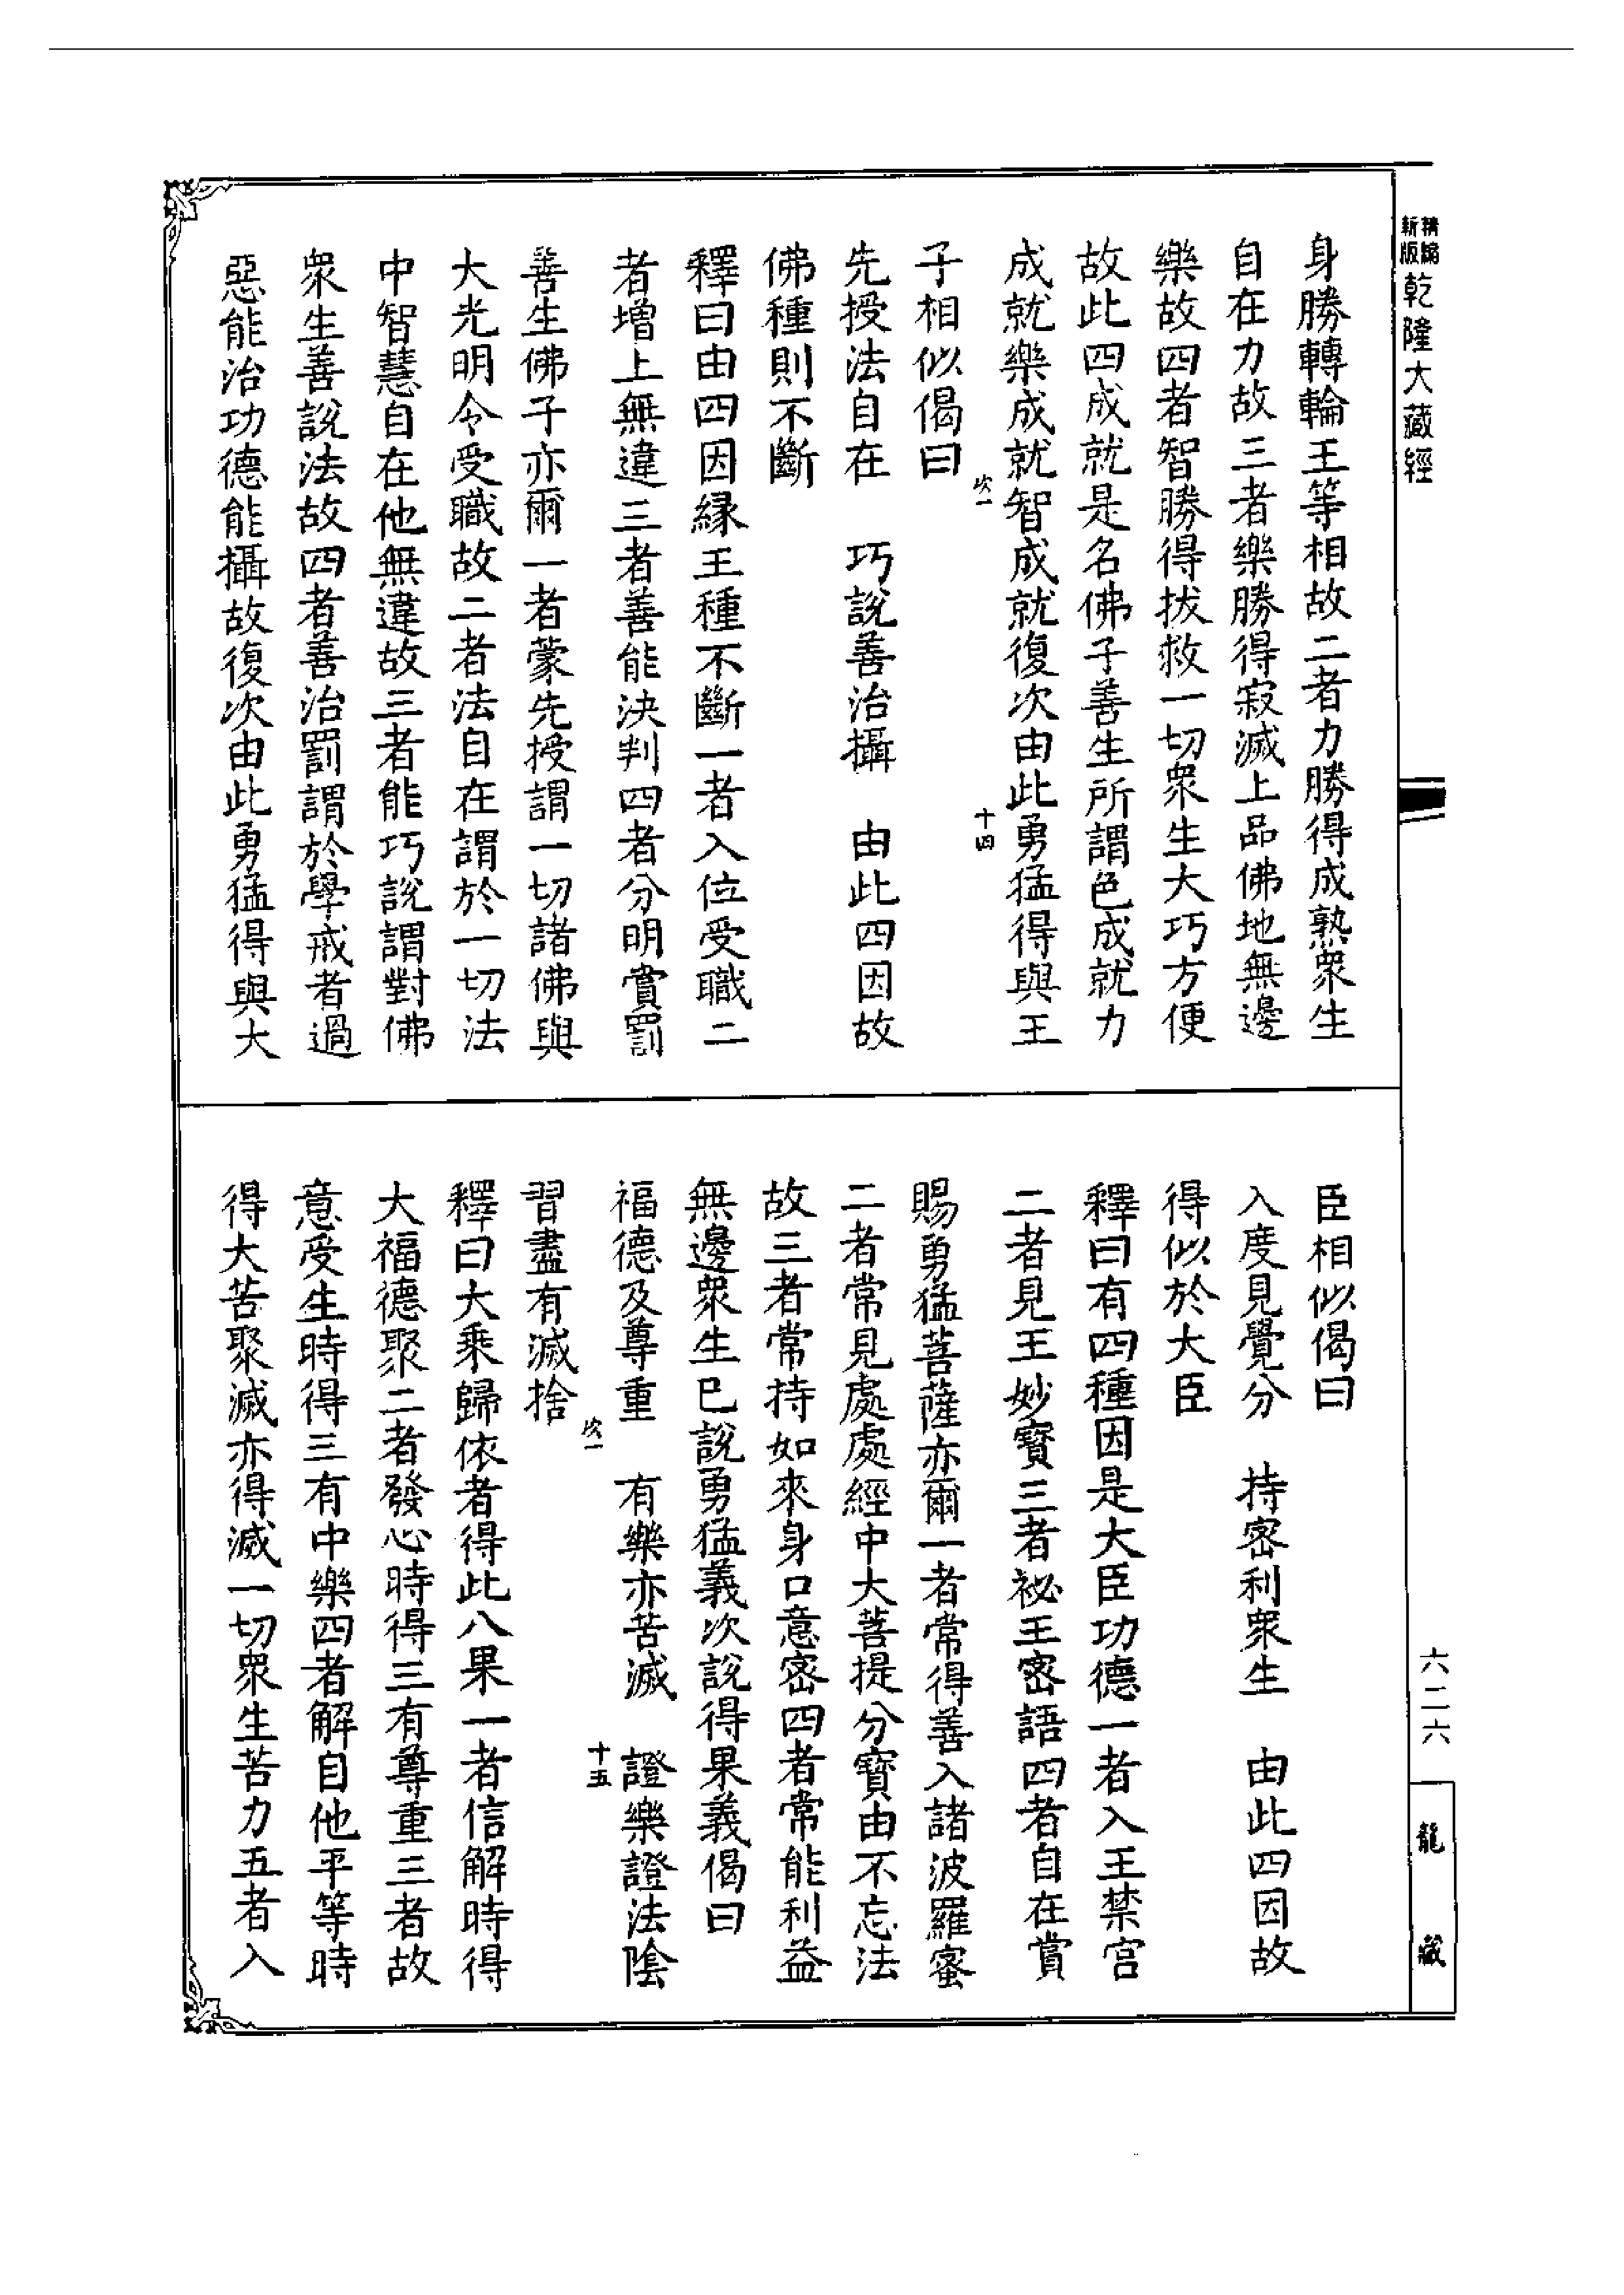 精縮
新版
乾隆大藏經
身勝轉輪王等相故二者力勝得成熟衆生
自在力故三者樂勝得寂滅上品佛地無邊
樂故四者智勝得拔救一切衆生大巧方便
故此四成就是名佛子善生所謂色成就力
成就樂成就智成就復次由此勇猛得與王
坎一
十四
子相似偈曰
先授法自在　巧說善治攝　由此四因故
佛種則不斷
釋曰由四因緣王種不斷一者入位受職二
者增上無違三者善能決判四者分明賞罰
善生佛子亦爾一者蒙先授謂一切諸佛與
大光明令受職故二者法自在謂於一切法
中智慧自在他無違故三者能巧說謂對佛
衆生善說法故四者善治罰謂於學戒者過
惡能治功德能攝故復次由此勇猛得與大
臣相似偈曰
入度見覺分　持密利衆生　由此四因故
得似於大臣
釋曰有四種因是大臣功德一者入王禁宮
二者見王妙寶三者祕王密語四者自在賞
賜勇猛菩薩亦爾一者常得善入諸波羅蜜
二者常見處處經中大菩提分寶由不忘法
故三者常持如來身口意密四者常能利益
無邊衆生已說勇猛義次說得果義偈曰
福德及尊重　有樂亦苦滅　證樂證法陰
坎一
十五
習盡有滅捨
釋曰大乘歸依者得此八果一者信解時得
大福德聚二者發心時得三有尊重三者故
意受生時得三有中樂四者解自他平等時
得大苦聚滅亦得滅一切衆生苦力五者入
六二六
龍藏